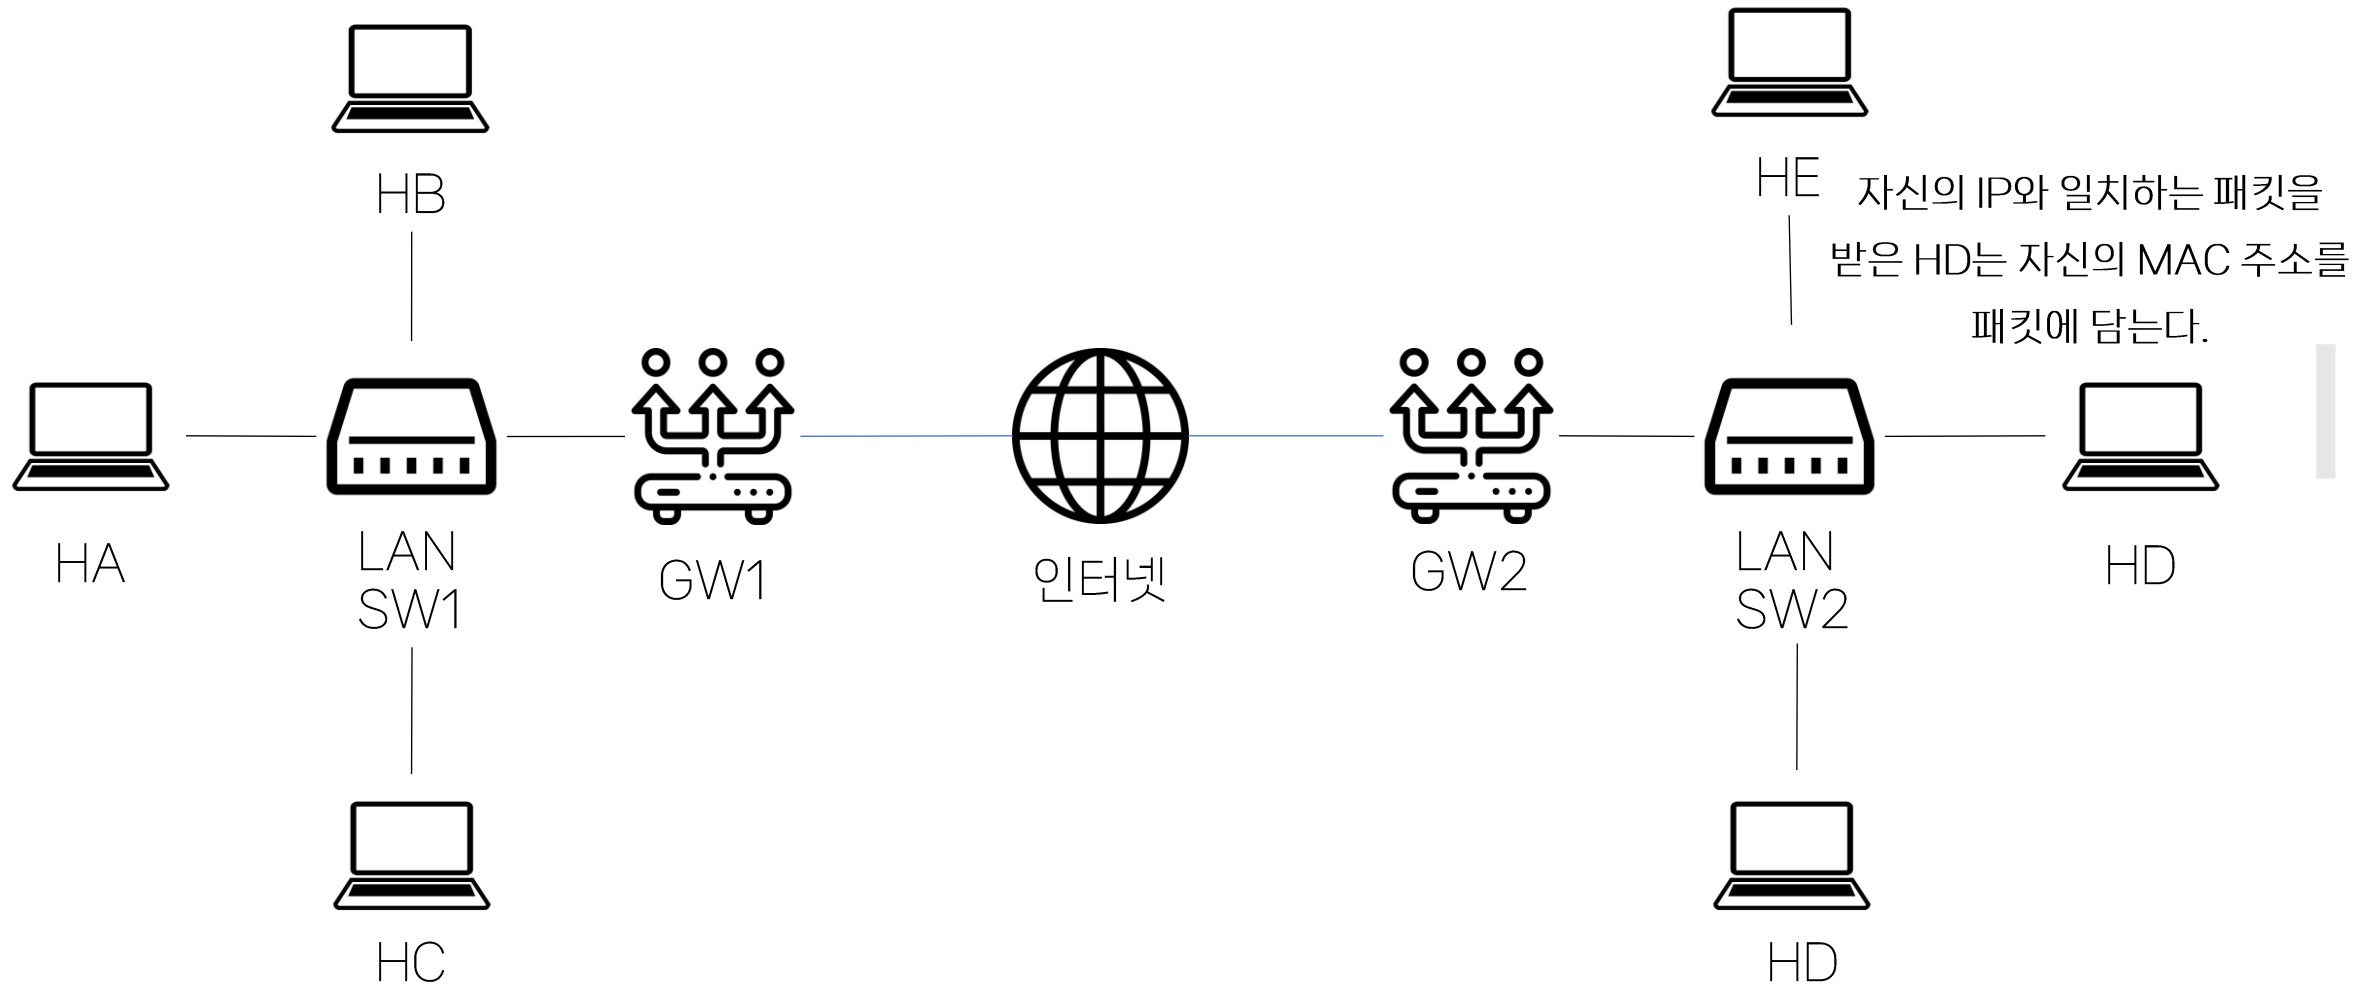 HB
HE
자신의 IP와 일치하는 패킷을
받은 HD는 자신의 MAC 주소를
패킷에 담는다.
HA
LAN
SW1
GW1
인터넷
GW2
LAN
SW2
HD
HC
HD